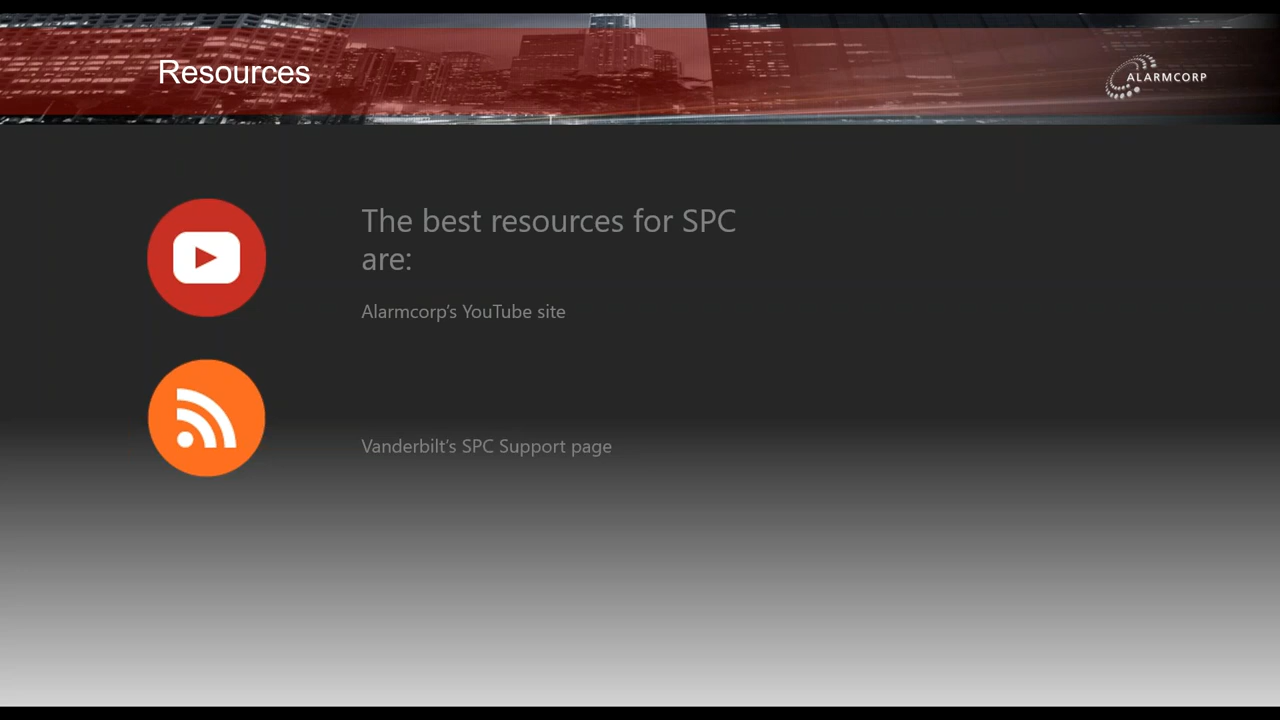 Resources
ALARMCORP
The best resources for SPC
are:
Alarmcorp's YouTube site
Vanderbilt's SPC Support page